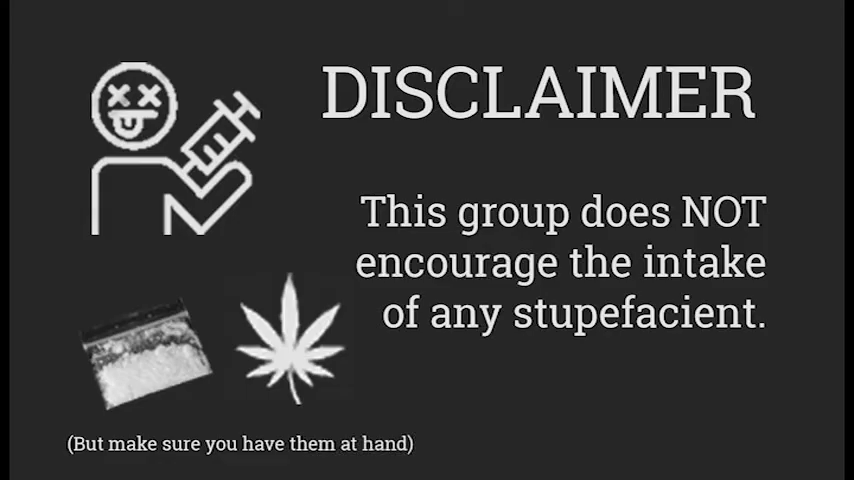 DISCLAIMER
This group does NOT
encourage the intake
of any stupefacient.
(But make sure you have them at hand)